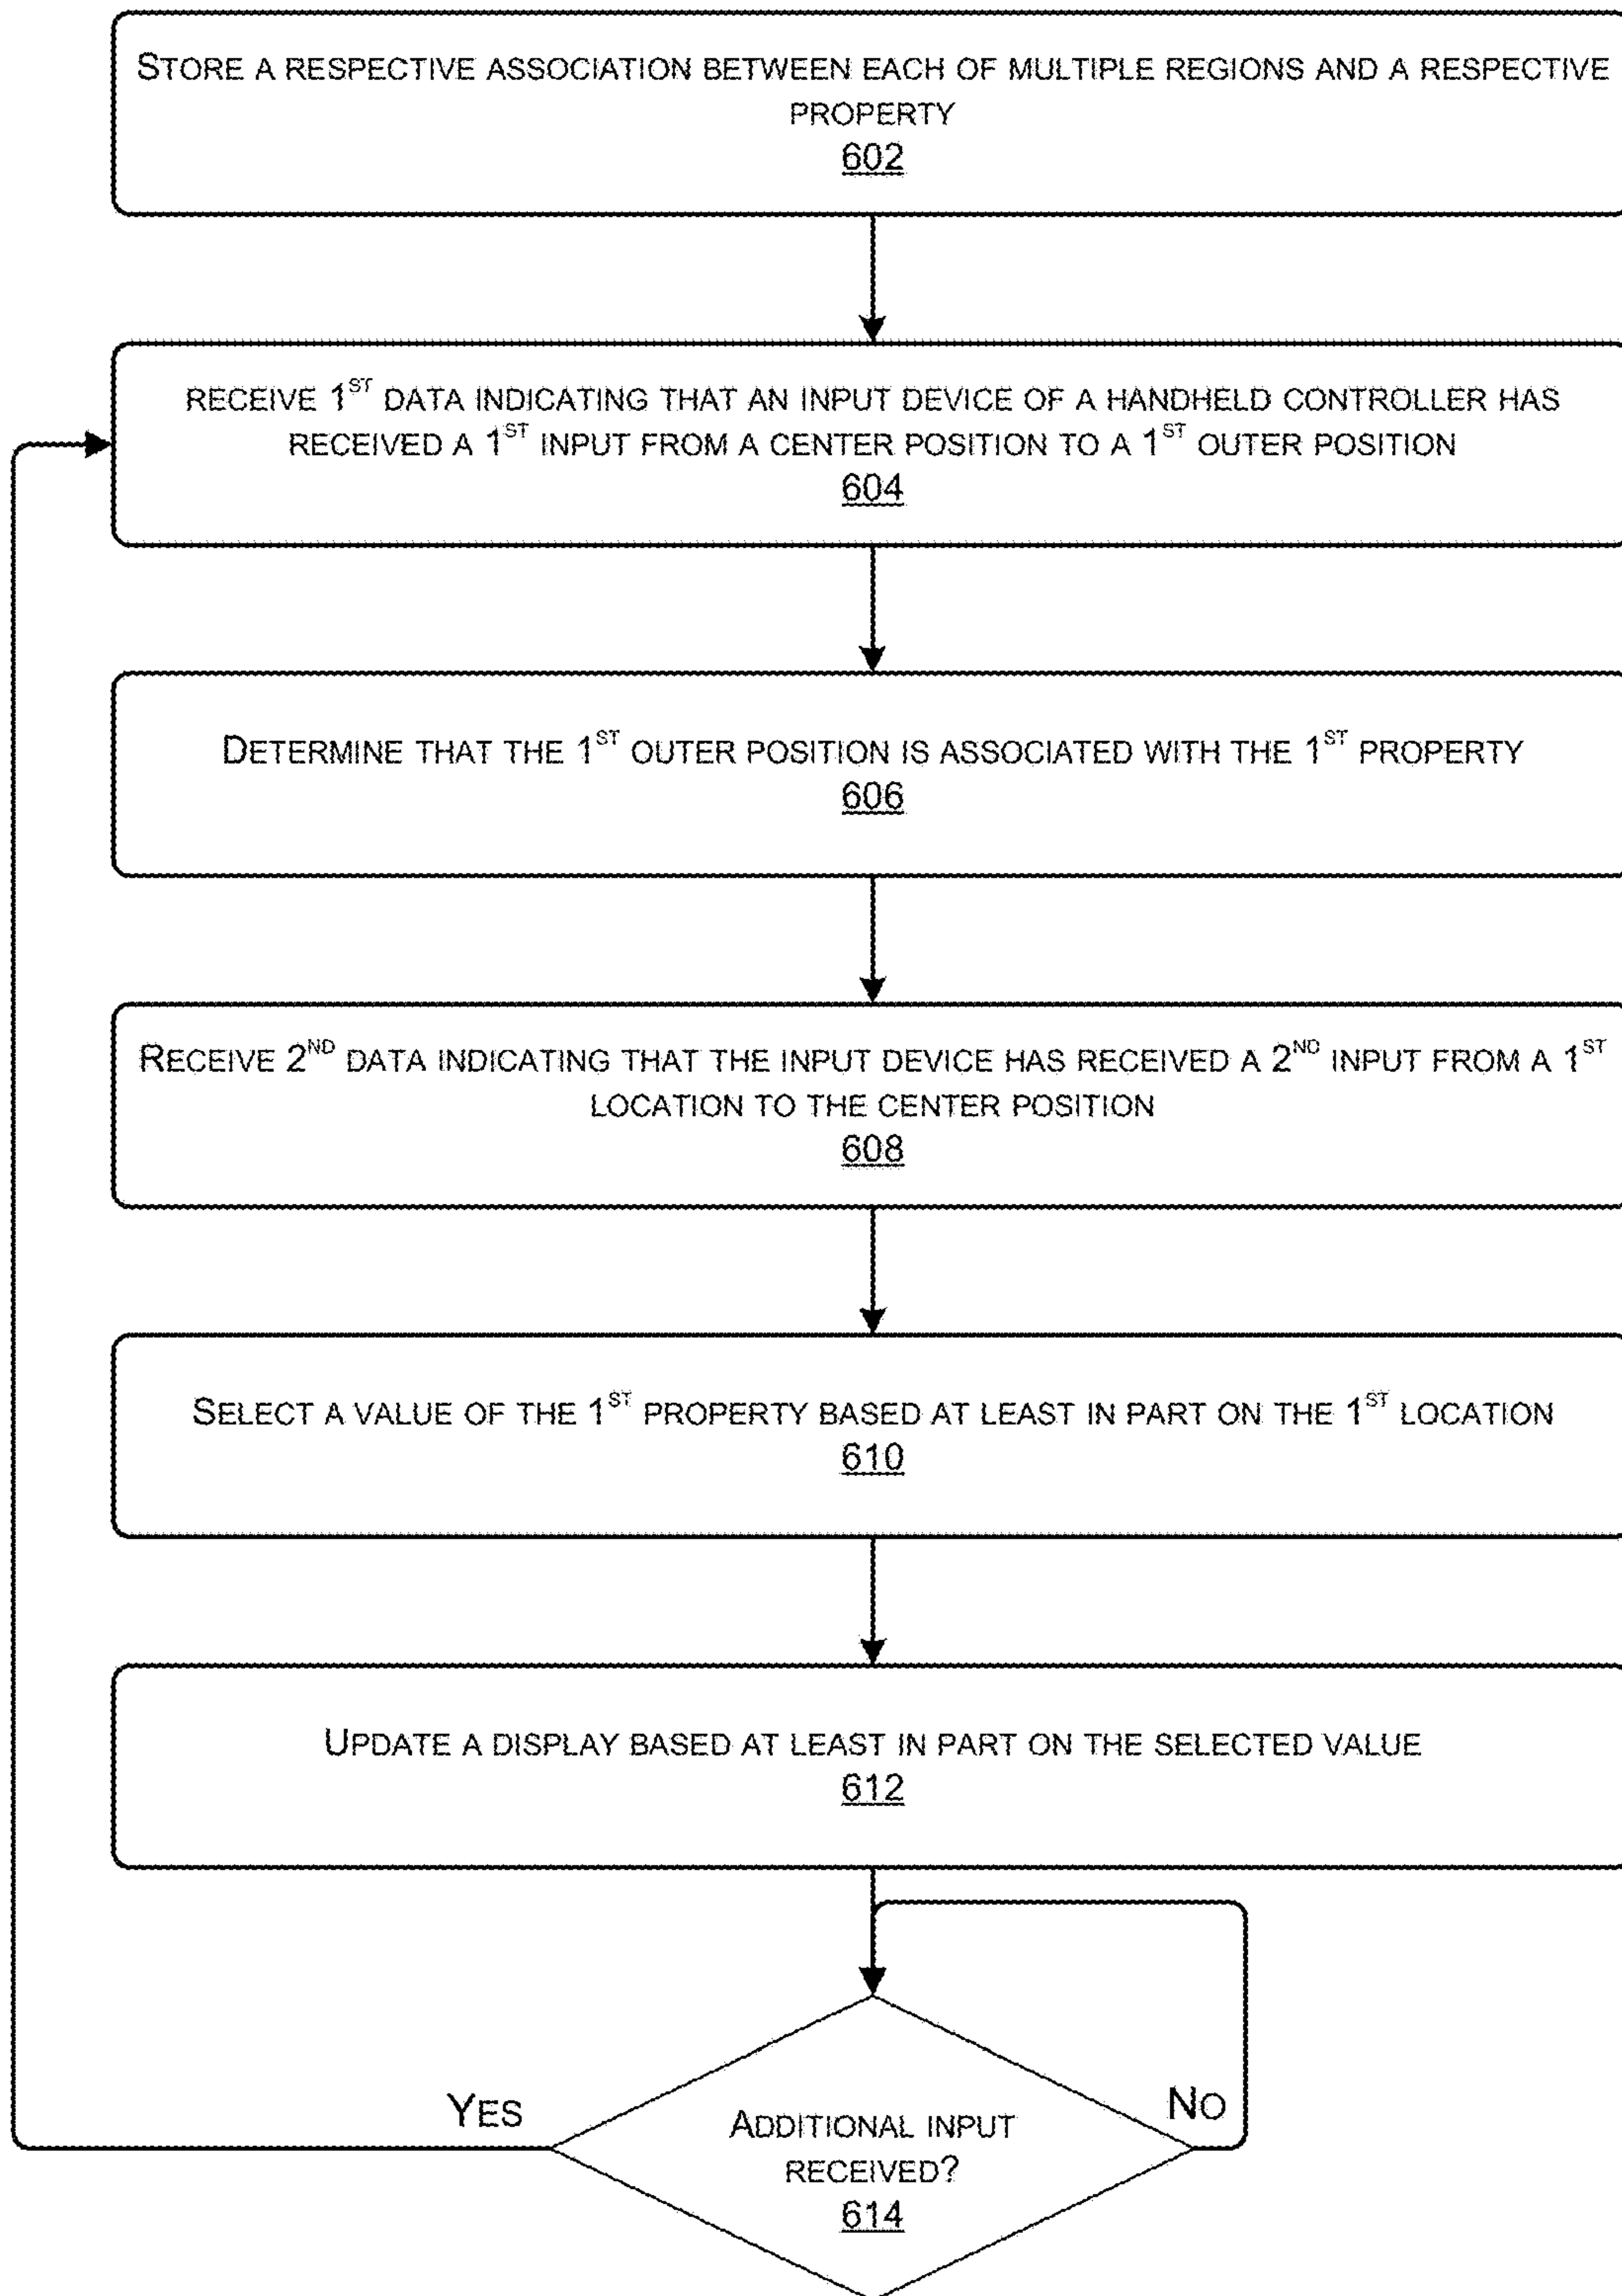 STORE A RESPECTIVE ASSOCIATION BETWEEN EACH OF MULTIPLE REGIONS AND A RESPECTIVE
PROPERTY
602
RECEIVE 1ST DATA INDICATING THAT AN INPUT DEVICE OF A HANDHELD CONTROLLER HAS
RECEIVED A 1ST INPUT FROM A CENTER POSITION TO A 1ST OUTER POSITION
604
DETERMINE THAT THE 1ST OUTER POSITION IS ASSOCIATED WITH THE 1ST PROPERTY
606
RECEIVE 2ND DATA INDICATING THAT THE INPUT DEVICE HAS RECEIVED A 2ND INPUT FROM A 1ST
LOCATION TO THE CENTER POSITION
608
SELECT A VALUE OF THE 1ST PROPERTY BASED AT LEAST IN PART ON THE 1ST LOCATION
610
UPDATE A DISPLAY BASED AT LEAST IN PART ON THE SELECTED VALUE
612
YES
NO
ADDITIONAL INPUT
RECEIVED?
614